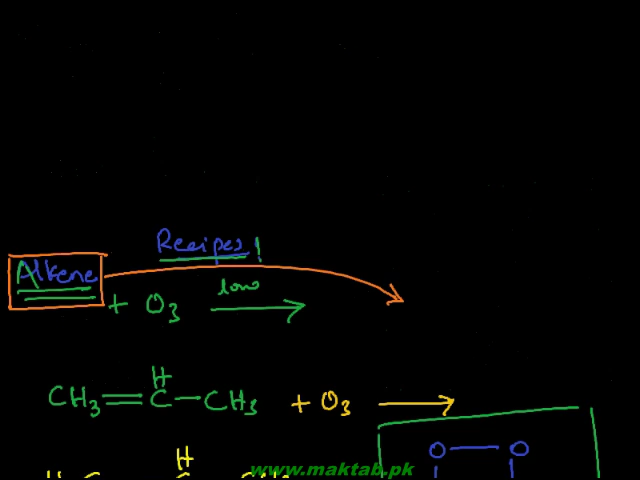 Recipes!
Alkene + O3 low
H
CH3 = C - CH3 + O3
O - O
H
www.maktab.pk